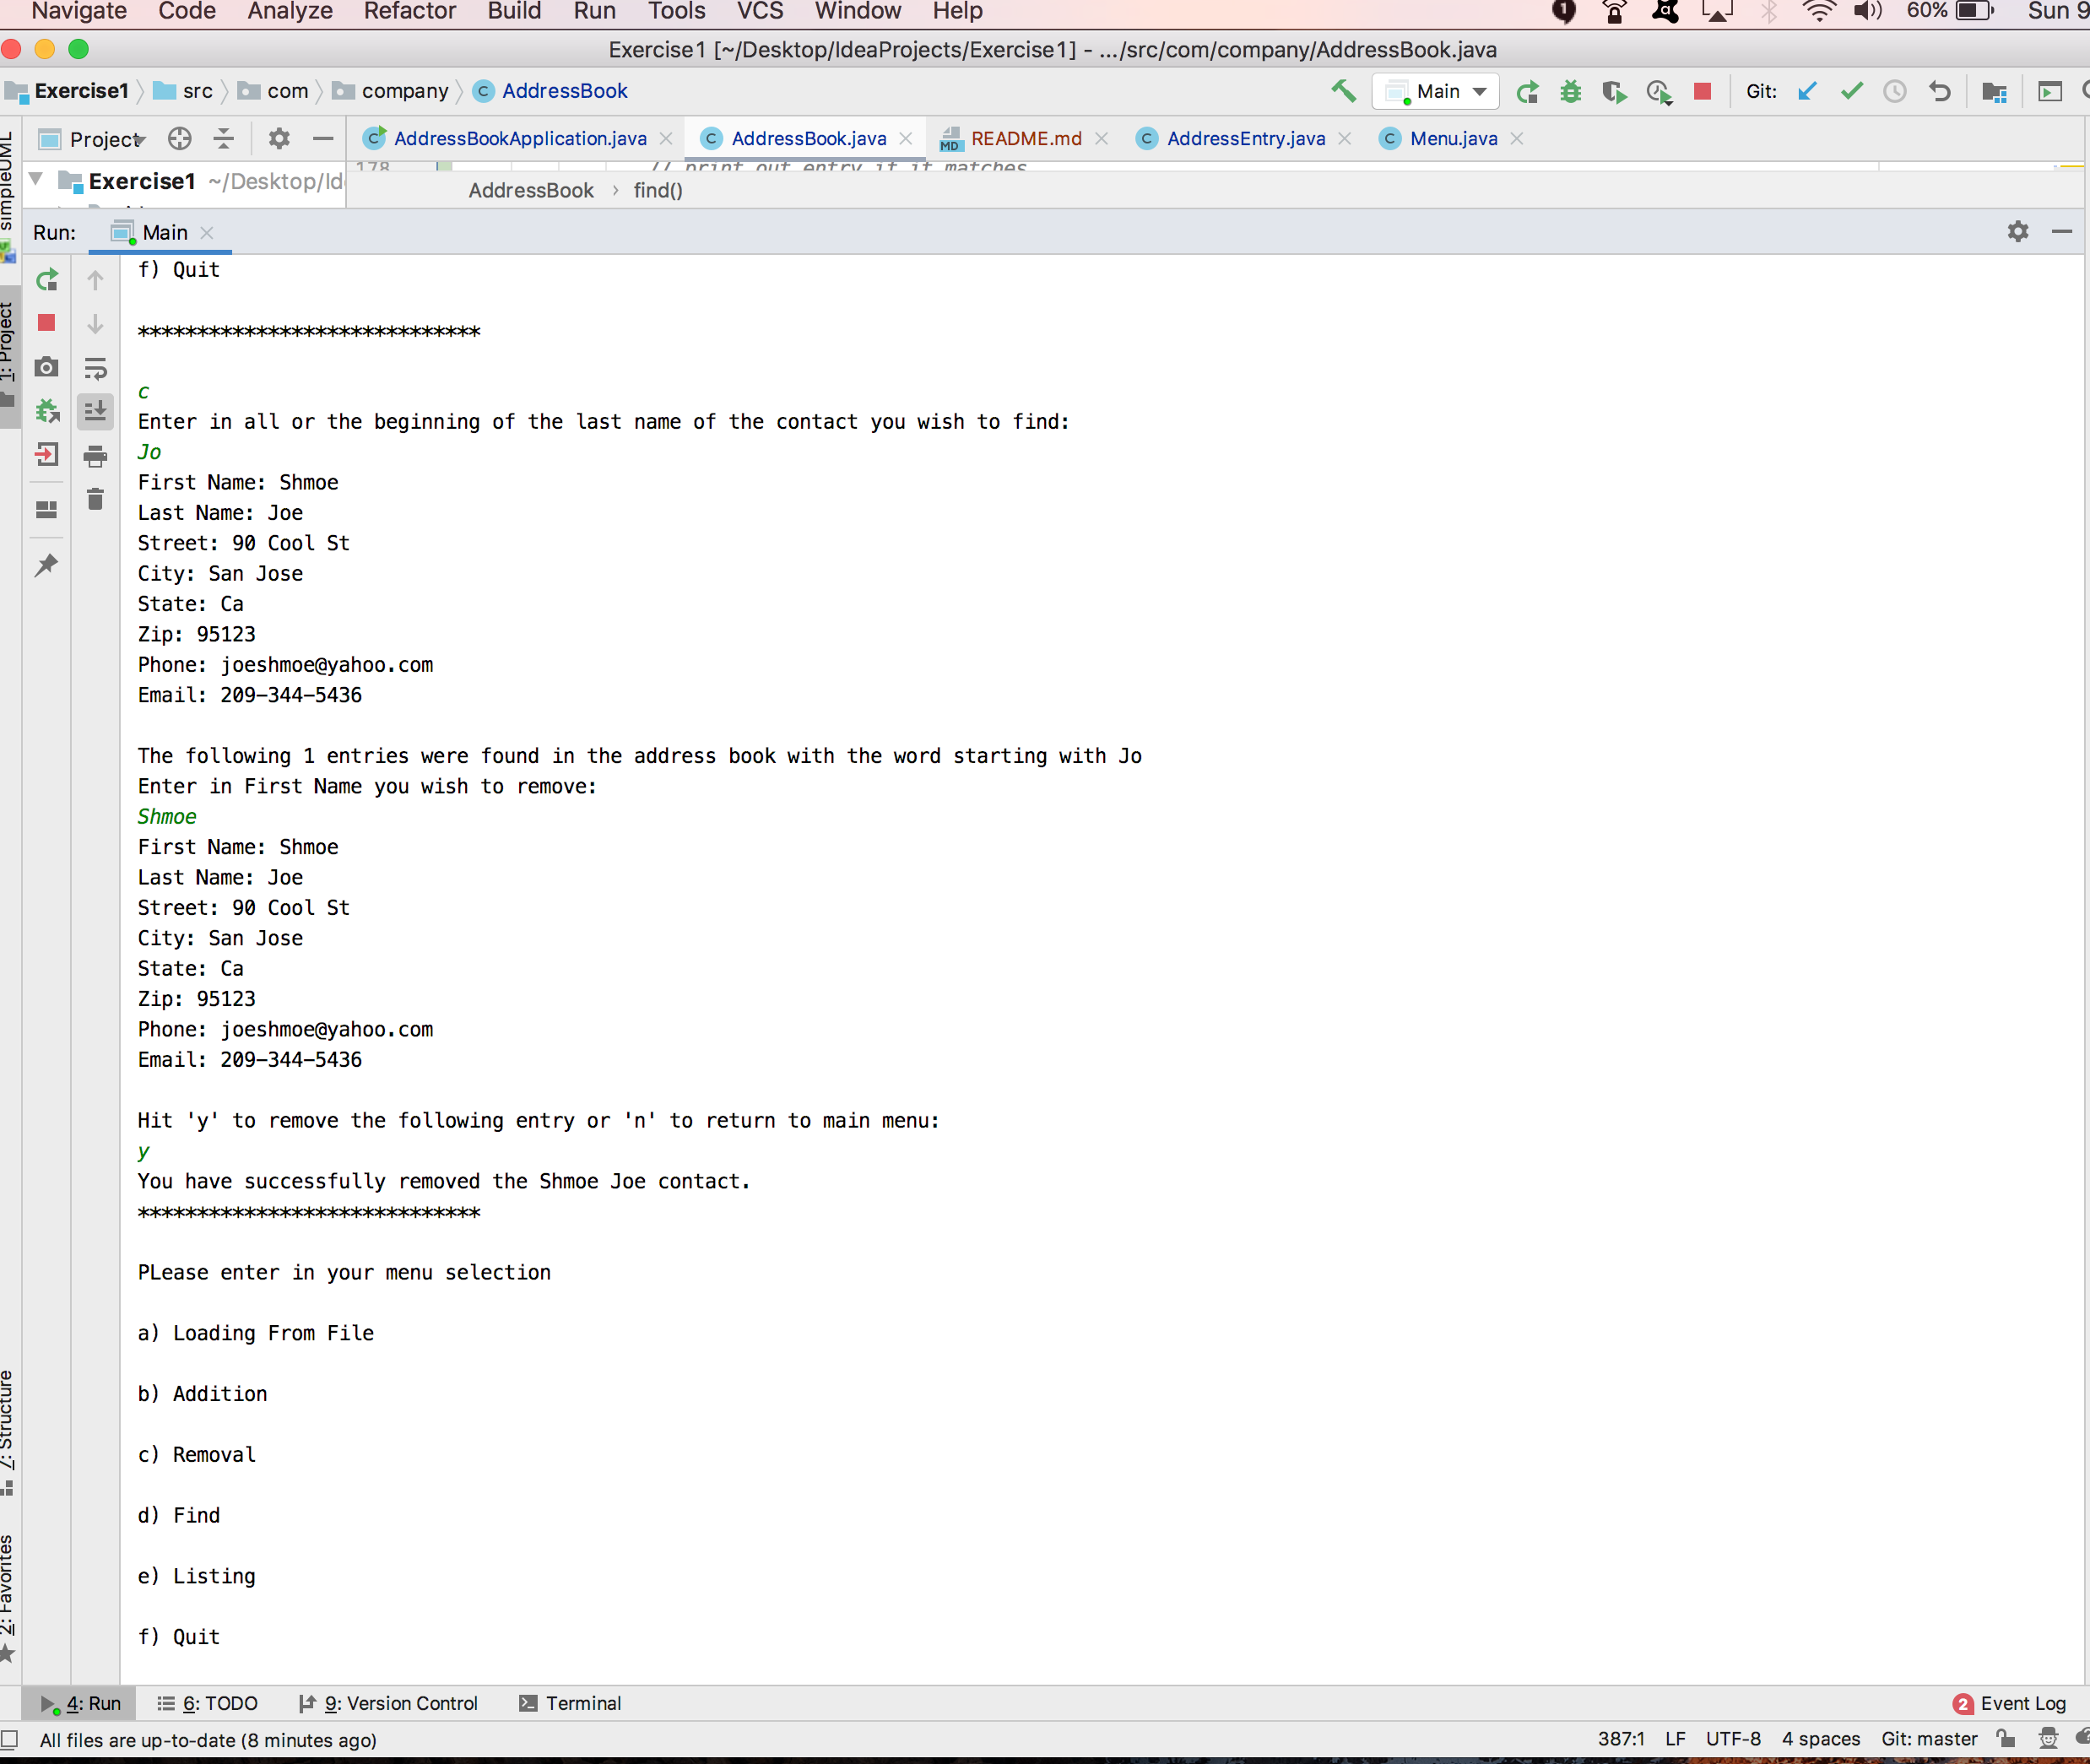 Navigate Code Analyze Refactor Build Run Tools VCS Window Help 60% Sun 9
Exercise1 [~/Desktop/IdeaProjects/Exercise1] - .../src/com/company/AddressBook.java
Exercise1 src com company AddressBook Main Git:
Project AddressBookApplication.java AddressBook.java README.md AddressEntry.java Menu.java
178 // print out entry if it matches
Exercise1 ~/Desktop/Id
AddressBook › find()
Run: Main
simpleUML
1: Project
f) Quit
*****************************
c
Enter in all or the beginning of the last name of the contact you wish to find:
Jo
First Name: Shmoe
Last Name: Joe
Street: 90 Cool St
City: San Jose
State: Ca
Zip: 95123
Phone: joeshmoe@yahoo.com
Email: 209-344-5436
The following 1 entries were found in the address book with the word starting with Jo
Enter in First Name you wish to remove:
Shmoe
First Name: Shmoe
Last Name: Joe
Street: 90 Cool St
City: San Jose
State: Ca
Zip: 95123
Phone: joeshmoe@yahoo.com
Email: 209-344-5436
Hit 'y' to remove the following entry or 'n' to return to main menu:
y
You have successfully removed the Shmoe Joe contact.
*****************************
PLease enter in your menu selection
a) Loading From File
b) Addition
c) Removal
d) Find
e) Listing
f) Quit
7: Structure
2: Favorites
4: Run 6: TODO 9: Version Control Terminal 2 Event Log
All files are up-to-date (8 minutes ago) 387:1 LF UTF-8 4 spaces Git: master